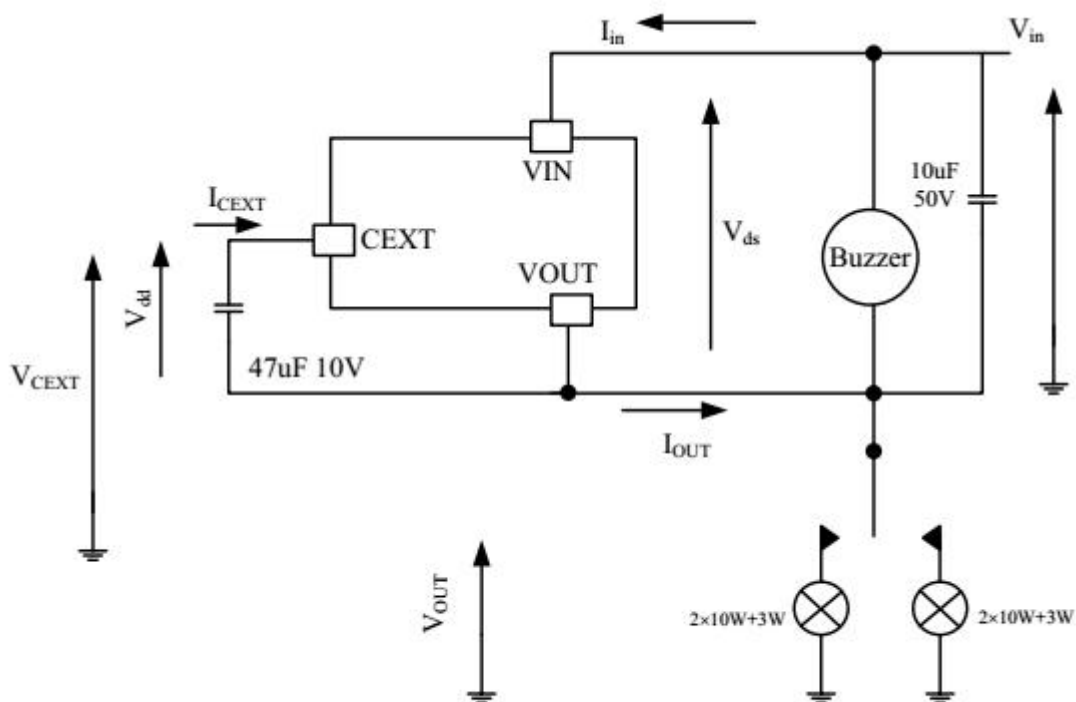 I_in
V_in
VIN
10uF
50V
I_CEXT
CEXT
V_ds
Buzzer
VOUT
V_dd
47uF 10V
V_CEXT
I_OUT
V_OUT
2×10W+3W
2×10W+3W